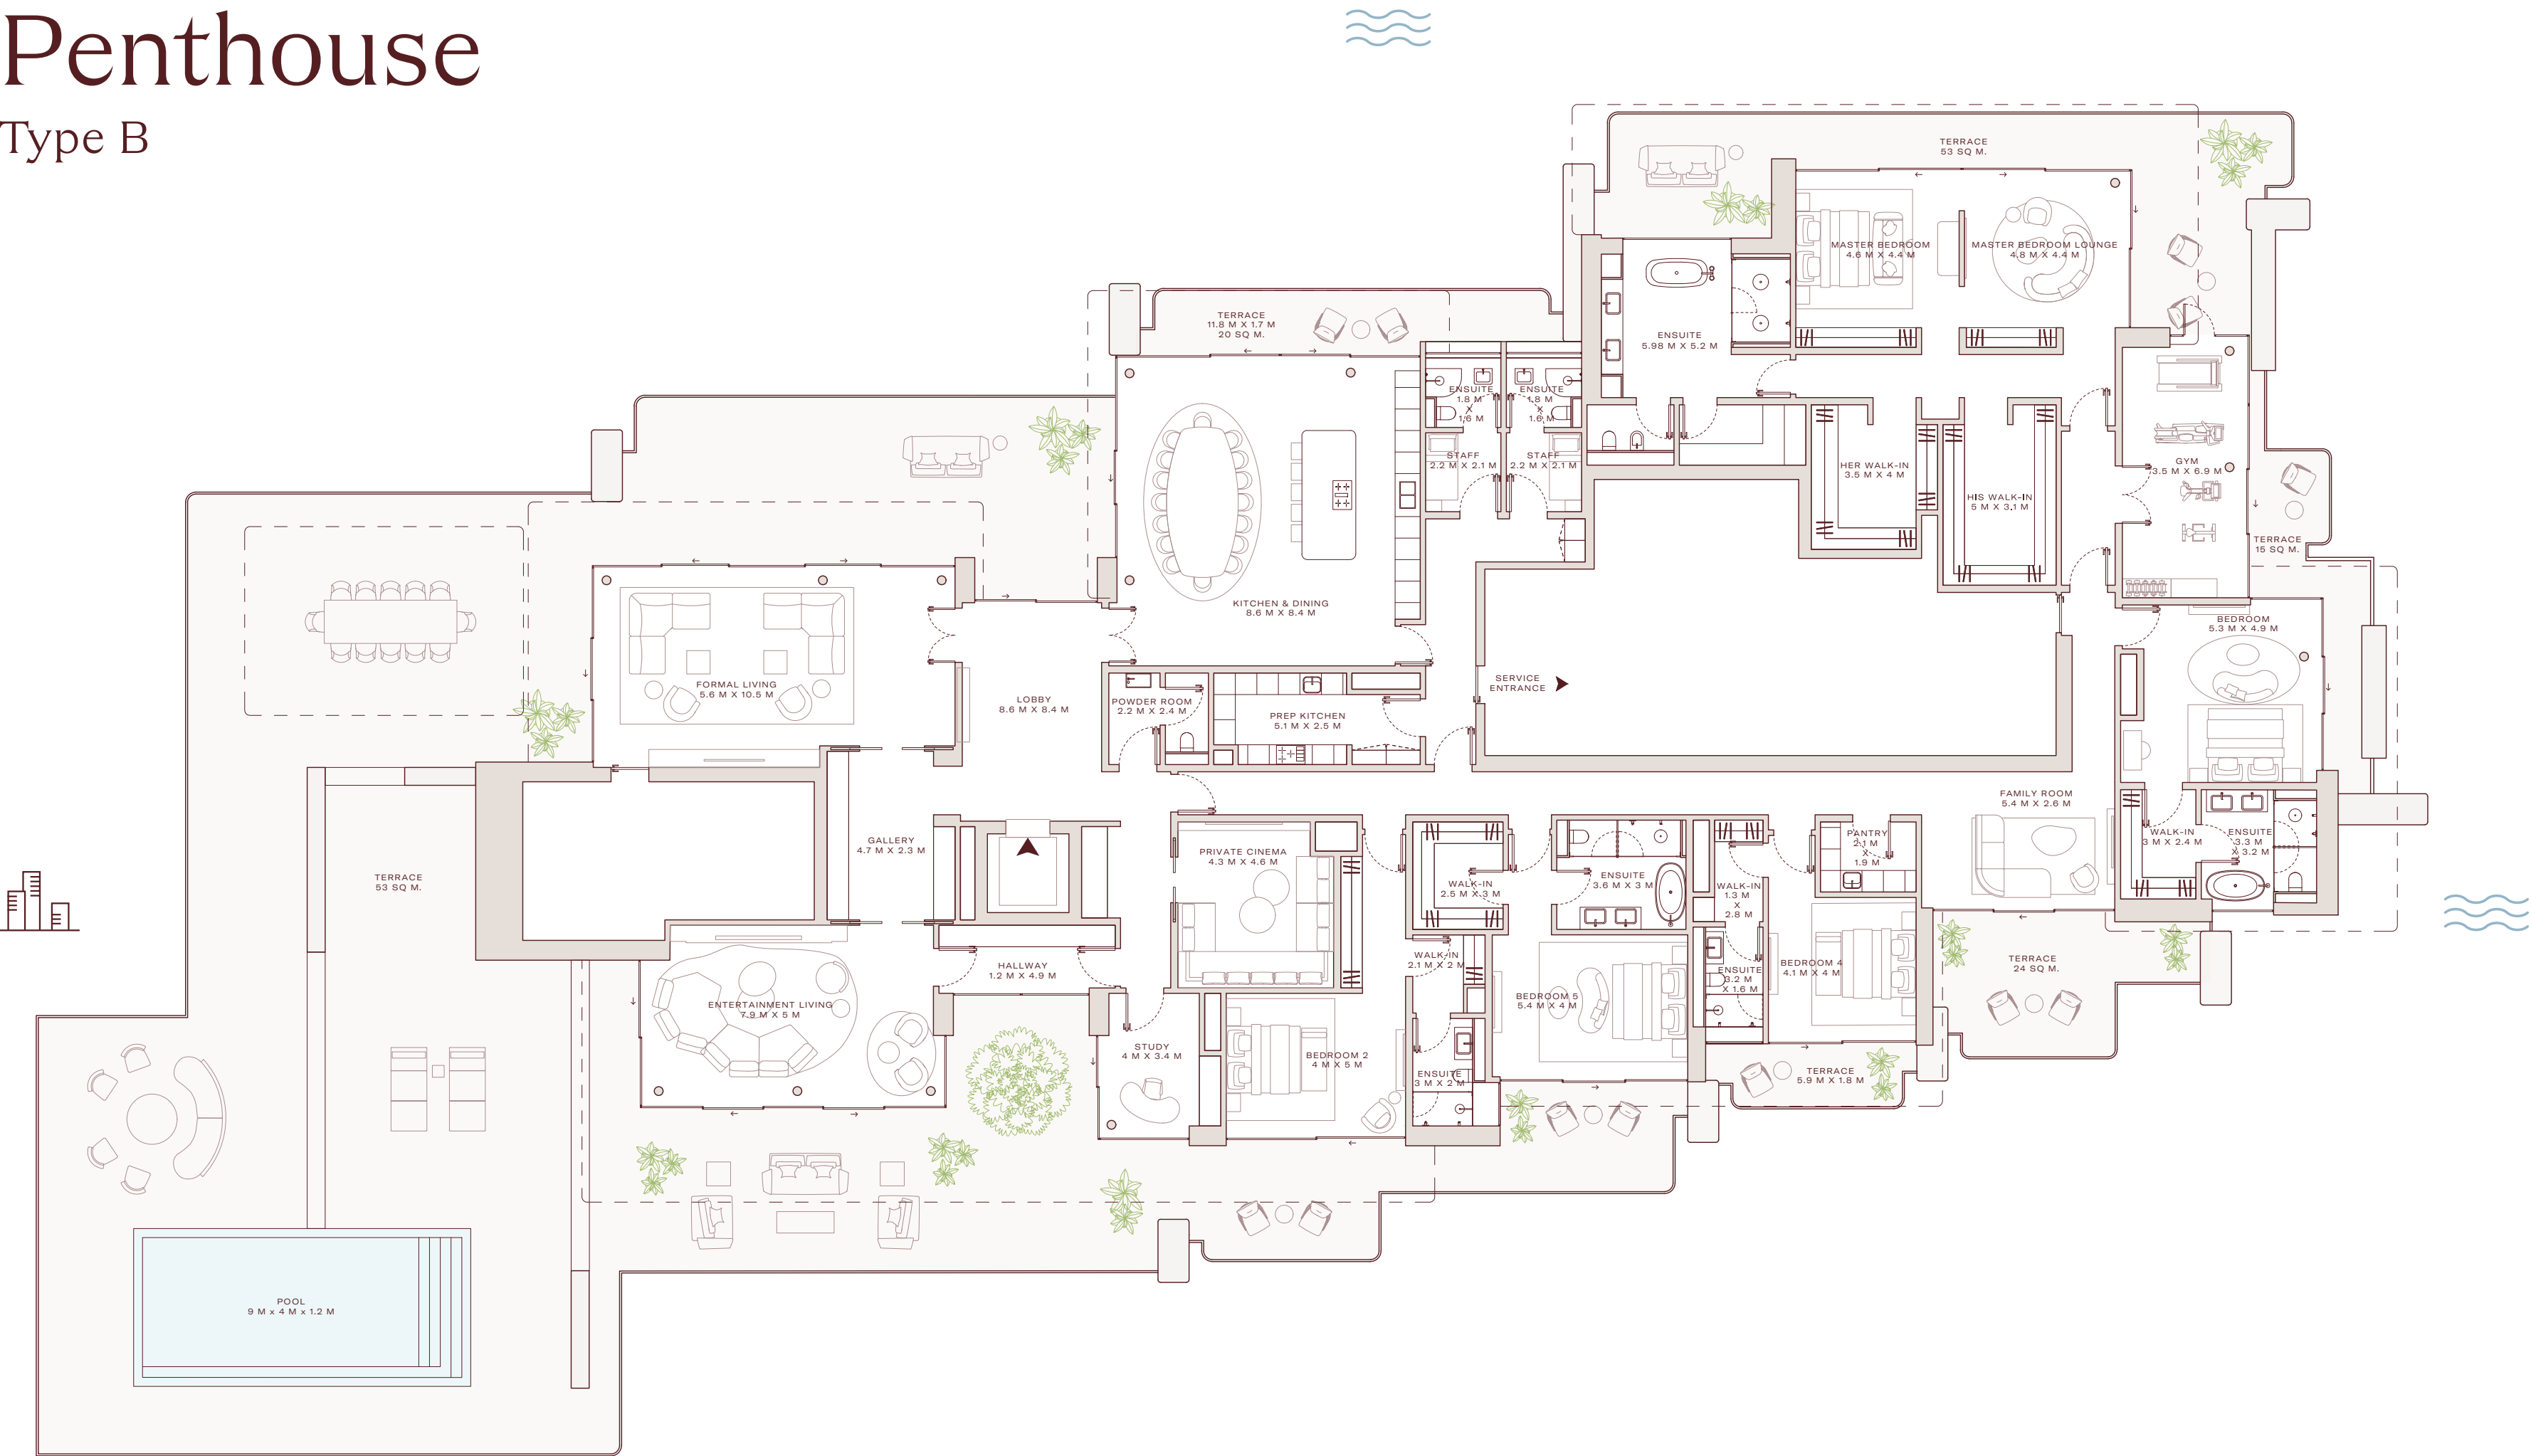 Penthouse
Type B
TERRACE
53 SQ M.
MASTER BEDROOM
4.6 M X 4.4 M
MASTER BEDROOM LOUNGE
4.8 M X 4.4 M
TERRACE
11.8 M X 1.7 M
20 SQ M.
ENSUITE
5.98 M X 5.2 M
ENSUITE
1.8 M
X
1.6 M
ENSUITE
1.8 M
X
1.6 M
STAFF
2.2 M X 2.1 M
STAFF
2.2 M X 2.1 M
HER WALK-IN
3.5 M X 4 M
HIS WALK-IN
5 M X 3.1 M
GYM
3.5 M X 6.9 M
TERRACE
15 SQ M.
KITCHEN & DINING
8.6 M X 8.4 M
BEDROOM
5.3 M X 4.9 M
FORMAL LIVING
5.6 M X 10.5 M
LOBBY
8.6 M X 8.4 M
POWDER ROOM
2.2 M X 2.4 M
PREP KITCHEN
5.1 M X 2.5 M
SERVICE
ENTRANCE
FAMILY ROOM
5.4 M X 2.6 M
GALLERY
4.7 M X 2.3 M
PRIVATE CINEMA
4.3 M X 4.6 M
PANTRY
2.1 M
X
1.9 M
WALK-IN
3 M X 2.4 M
ENSUITE
3.3 M
X 3.2 M
TERRACE
53 SQ M.
WALK-IN
2.5 M X 3 M
ENSUITE
3.6 M X 3 M
WALK-IN
1.3 M
X
2.8 M
HALLWAY
1.2 M X 4.9 M
WALK-IN
2.1 M X 2 M
ENSUITE
3.2 M
X 1.6 M
BEDROOM 4
4.1 M X 4 M
TERRACE
24 SQ M.
ENTERTAINMENT LIVING
7.9 M X 5 M
BEDROOM 5
5.4 M X 4 M
STUDY
4 M X 3.4 M
BEDROOM 2
4 M X 5 M
ENSUITE
3 M X 2 M
TERRACE
5.9 M X 1.8 M
POOL
9 M x 4 M x 1.2 M